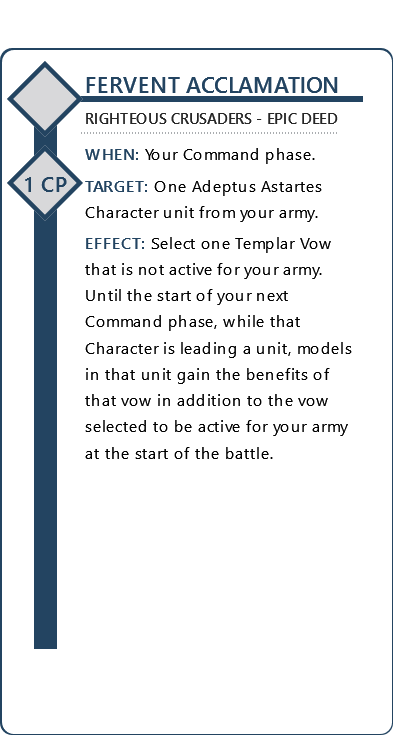 FERVENT ACCLAMATION
RIGHTEOUS CRUSADERS - EPIC DEED
WHEN: Your Command phase.
1 CP
TARGET: One Adeptus Astartes
Character unit from your army.
EFFECT: Select one Templar Vow
that is not active for your army.
Until the start of your next
Command phase, while that
Character is leading a unit, models
in that unit gain the benefits of
that vow in addition to the vow
selected to be active for your army
at the start of the battle.